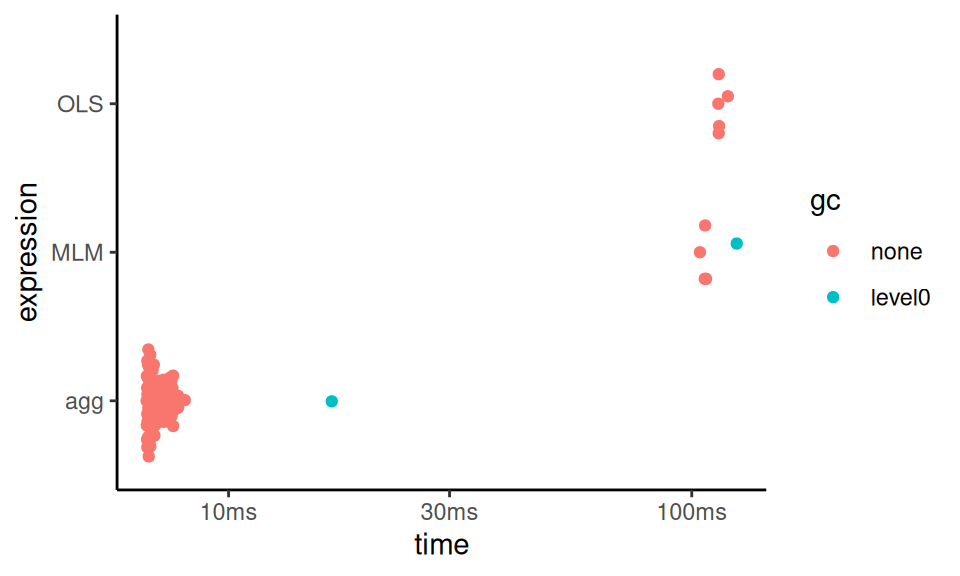 expression
OLS
MLM
agg
10ms
30ms
100ms
time
gc
none
level0